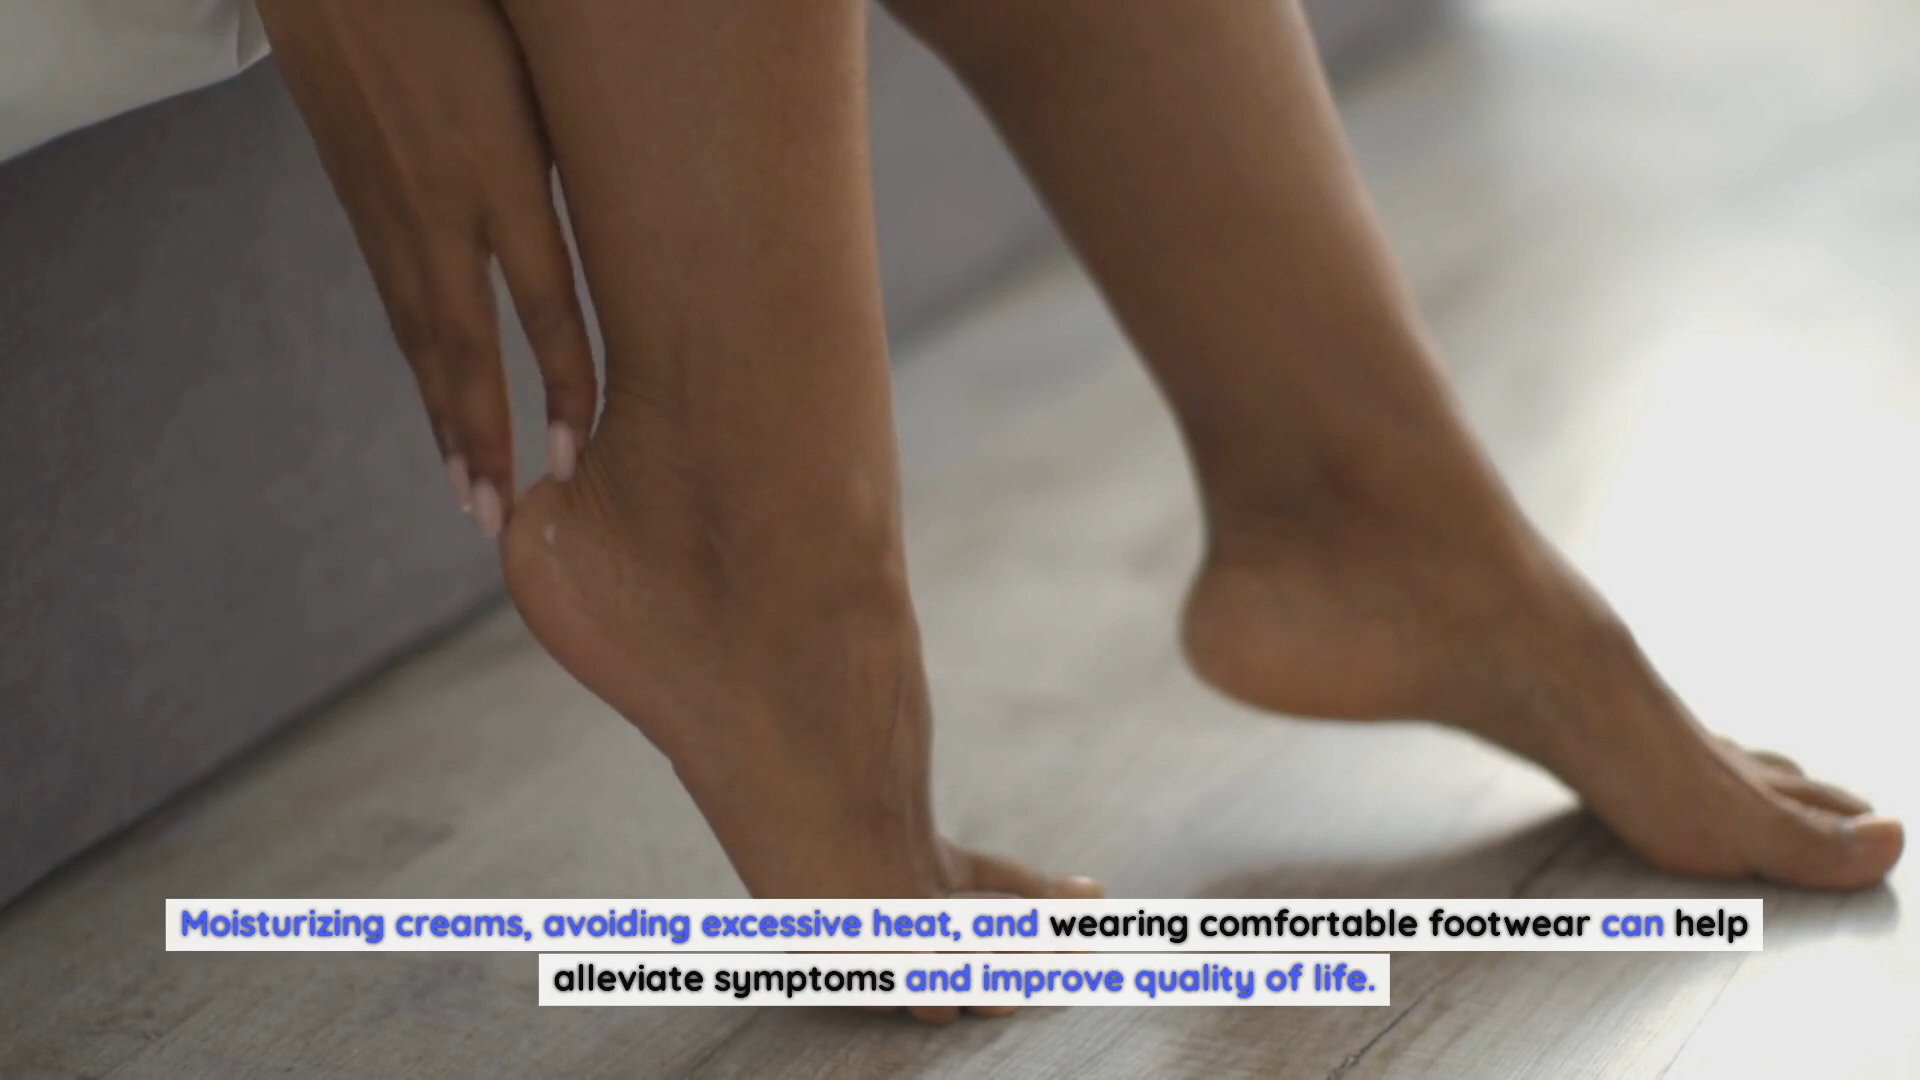 Moisturizing creams, avoiding excessive heat, and wearing comfortable footwear can help
alleviate symptoms and improve quality of life.